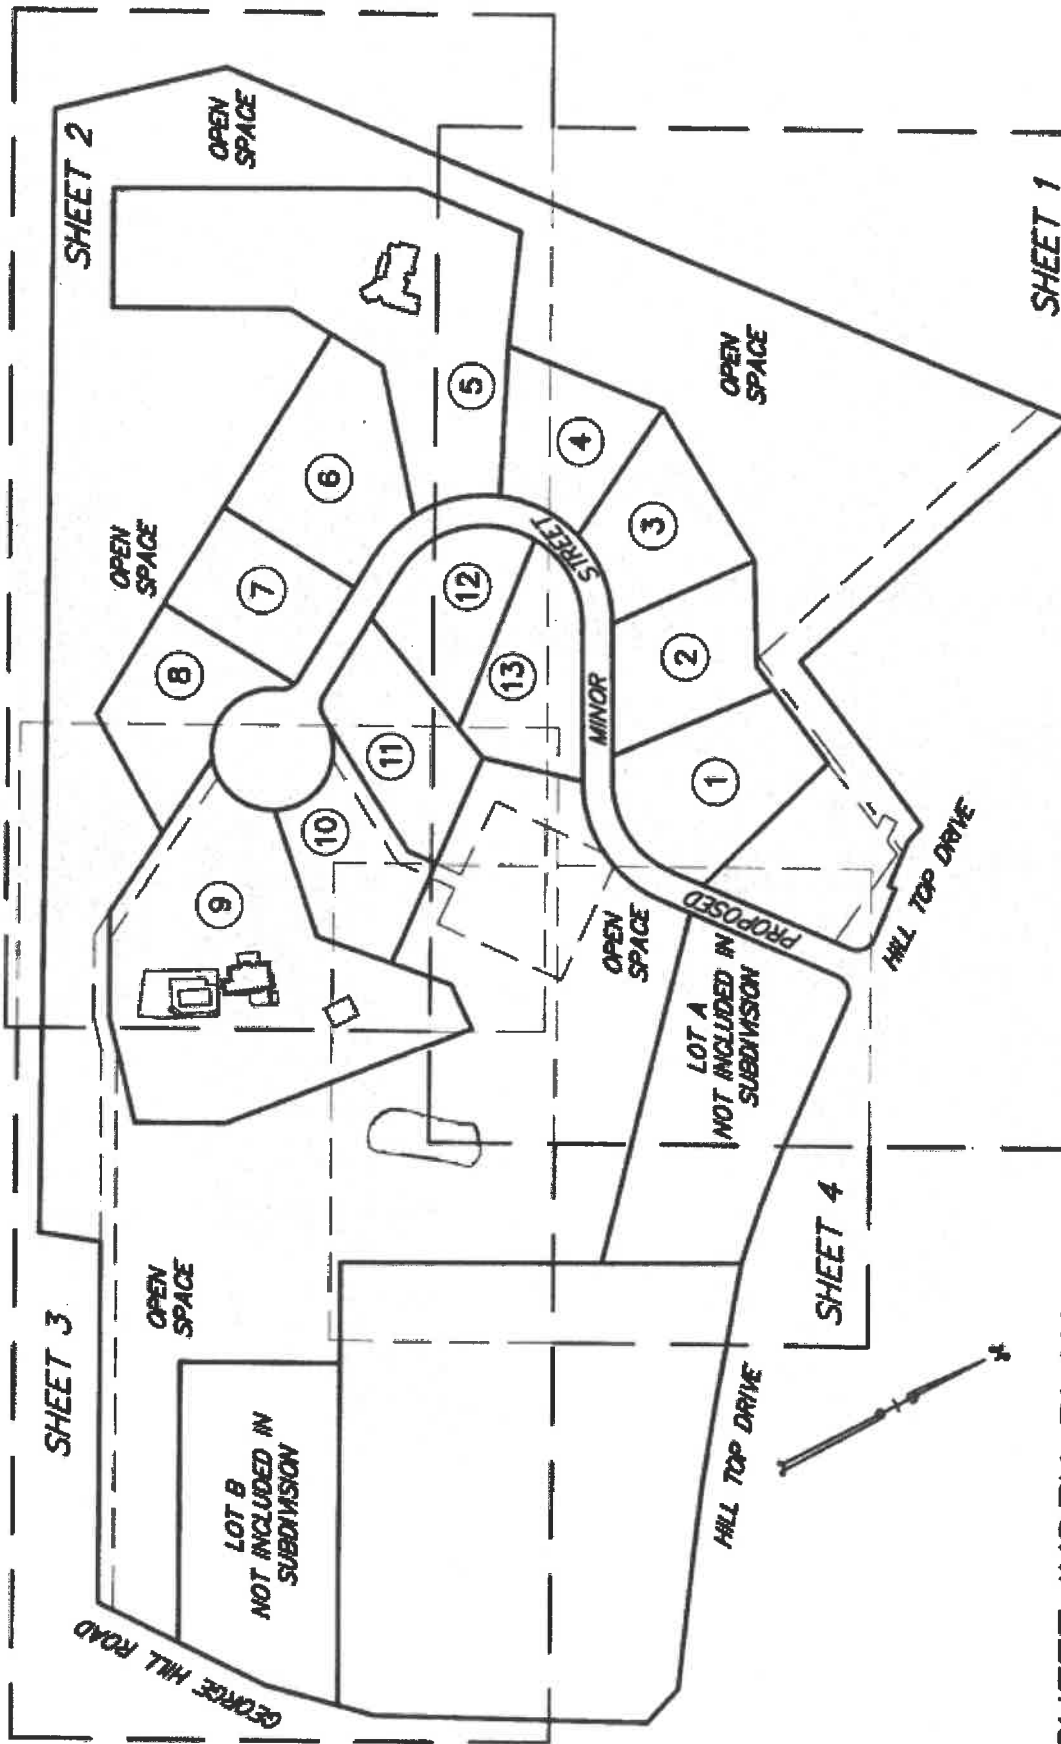 SHEET 2
OPEN
SPACE
SHEET 1
OPEN
SPACE
OPEN
SPACE
5
4
3
6
7
8
12
13
2
1
STREET
MINOR
PROPOSED
11
10
9
HILL TOP DRIVE
OPEN
SPACE
LOT A
NOT INCLUDED IN
SUBDIVISION
SHEET 4
SHEET 3
OPEN
SPACE
LOT B
NOT INCLUDED IN
SUBDIVISION
HILL TOP DRIVE
GEORGE HILL ROAD